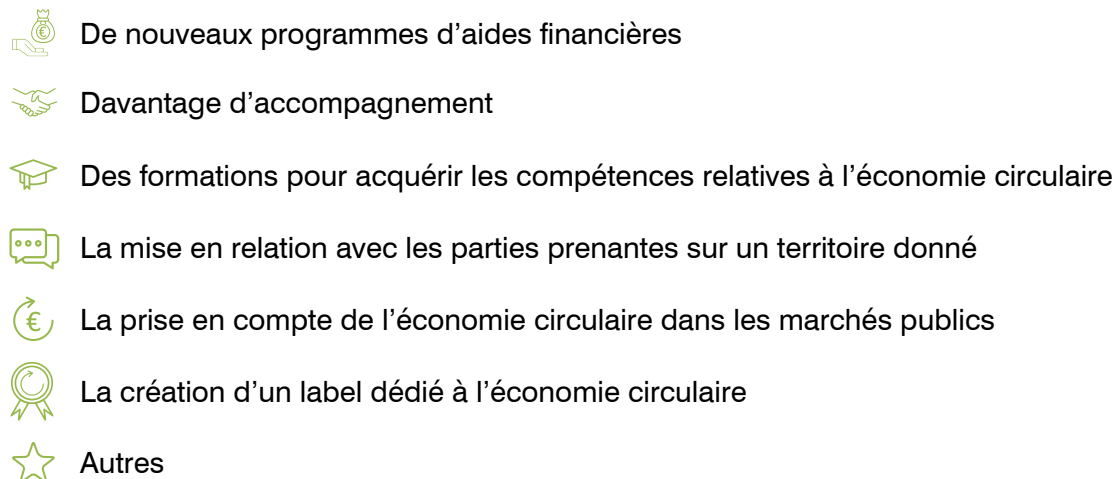 De nouveaux programmes d’aides financières
Davantage d’accompagnement
Des formations pour acquérir les compétences relatives à l’économie circulaire
La mise en relation avec les parties prenantes sur un territoire donné
€
La prise en compte de l’économie circulaire dans les marchés publics
La création d’un label dédié à l’économie circulaire
Autres